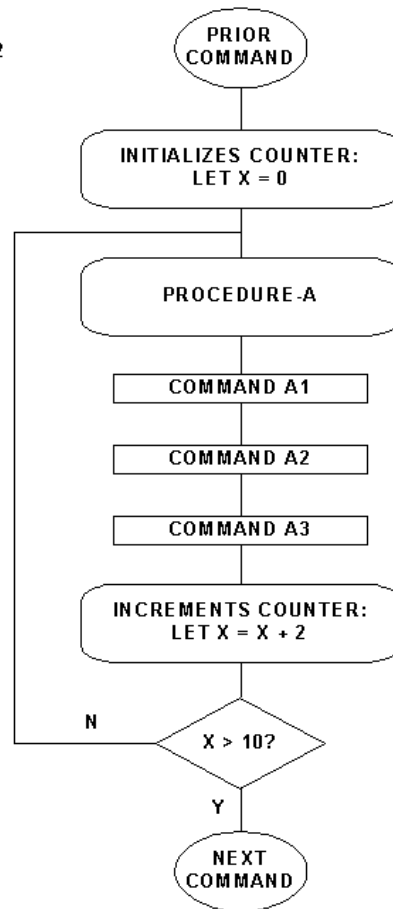 2
PRIOR
COMMAND
INITIALIZES COUNTER:
LET X = 0
PROCEDURE-A
COMMAND A1
COMMAND A2
COMMAND A3
INCREMENTS COUNTER:
LET X = X + 2
N
X > 10?
Y
NEXT
COMMAND